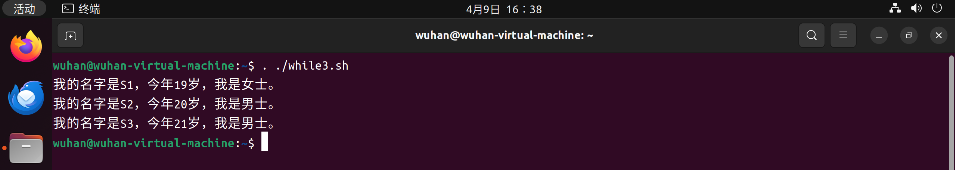 活动
终端
4月9日 16：38
wuhan@wuhan-virtual-machine: ~
wuhan@wuhan-virtual-machine:~$ . ./while3.sh
我的名字是S1，今年19岁，我是女士。
我的名字是S2，今年20岁，我是男士。
我的名字是S3，今年21岁，我是男士。
wuhan@wuhan-virtual-machine:~$